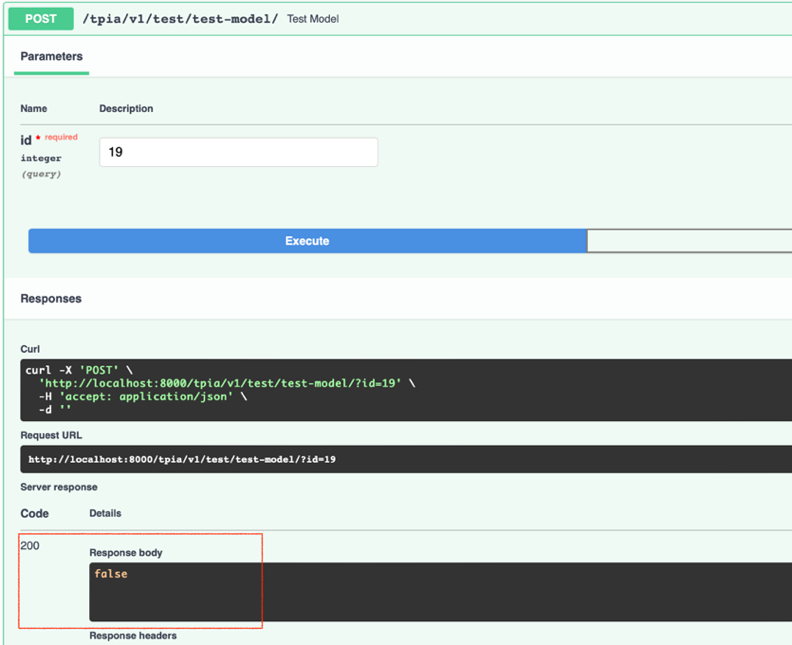 POST /tpia/v1/test/test-model/ Test Model
Parameters
Name Description
id * required
19
integer
(query)
Execute
Responses
Curl
curl -X 'POST' \
'http://localhost:8000/tpia/v1/test/test-model/?id=19' \
-H 'accept: application/json' \
-d ''
Request URL
http://localhost:8000/tpia/v1/test/test-model/?id=19
Server response
Code Details
200
Response body
false
Response headers